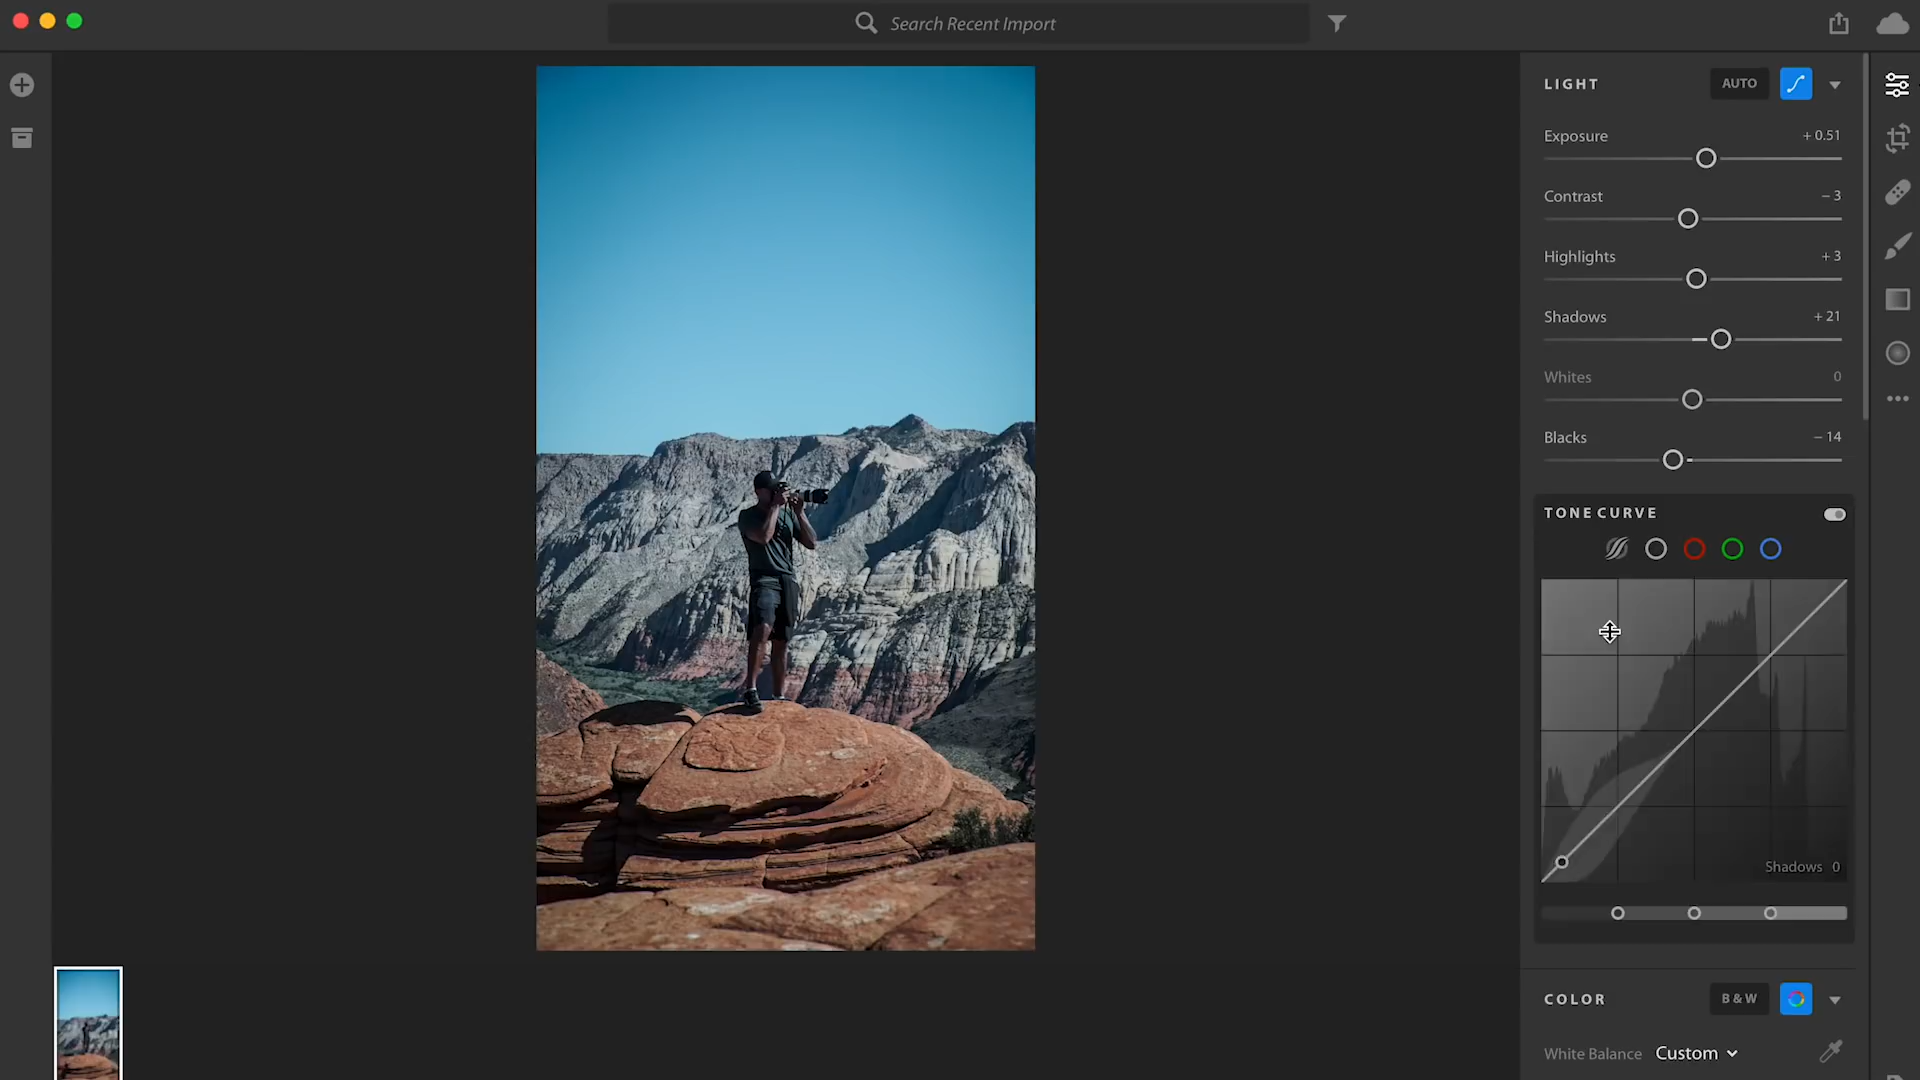 Search Recent Import
LIGHT
AUTO
Exposure
+ 0.51
Contrast
– 3
Highlights
+ 3
Shadows
+ 21
Whites
0
Blacks
– 14
TONE CURVE
Shadows 0
COLOR
B & W
White Balance
Custom